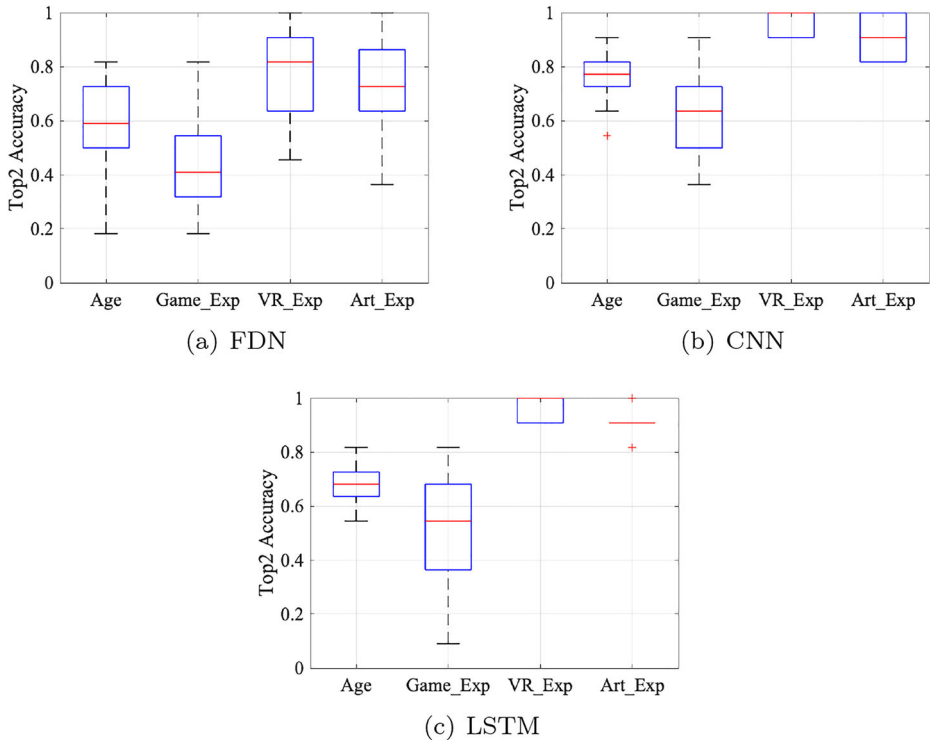 Top2 Accuracy
1
0.8
0.6
0.4
0.2
0
Age Game_Exp VR_Exp Art_Exp
(a) FDN
Top2 Accuracy
1
0.8
0.6
0.4
0.2
0
Age Game_Exp VR_Exp Art_Exp
(b) CNN
Top2 Accuracy
1
0.8
0.6
0.4
0.2
0
Age Game_Exp VR_Exp Art_Exp
(c) LSTM